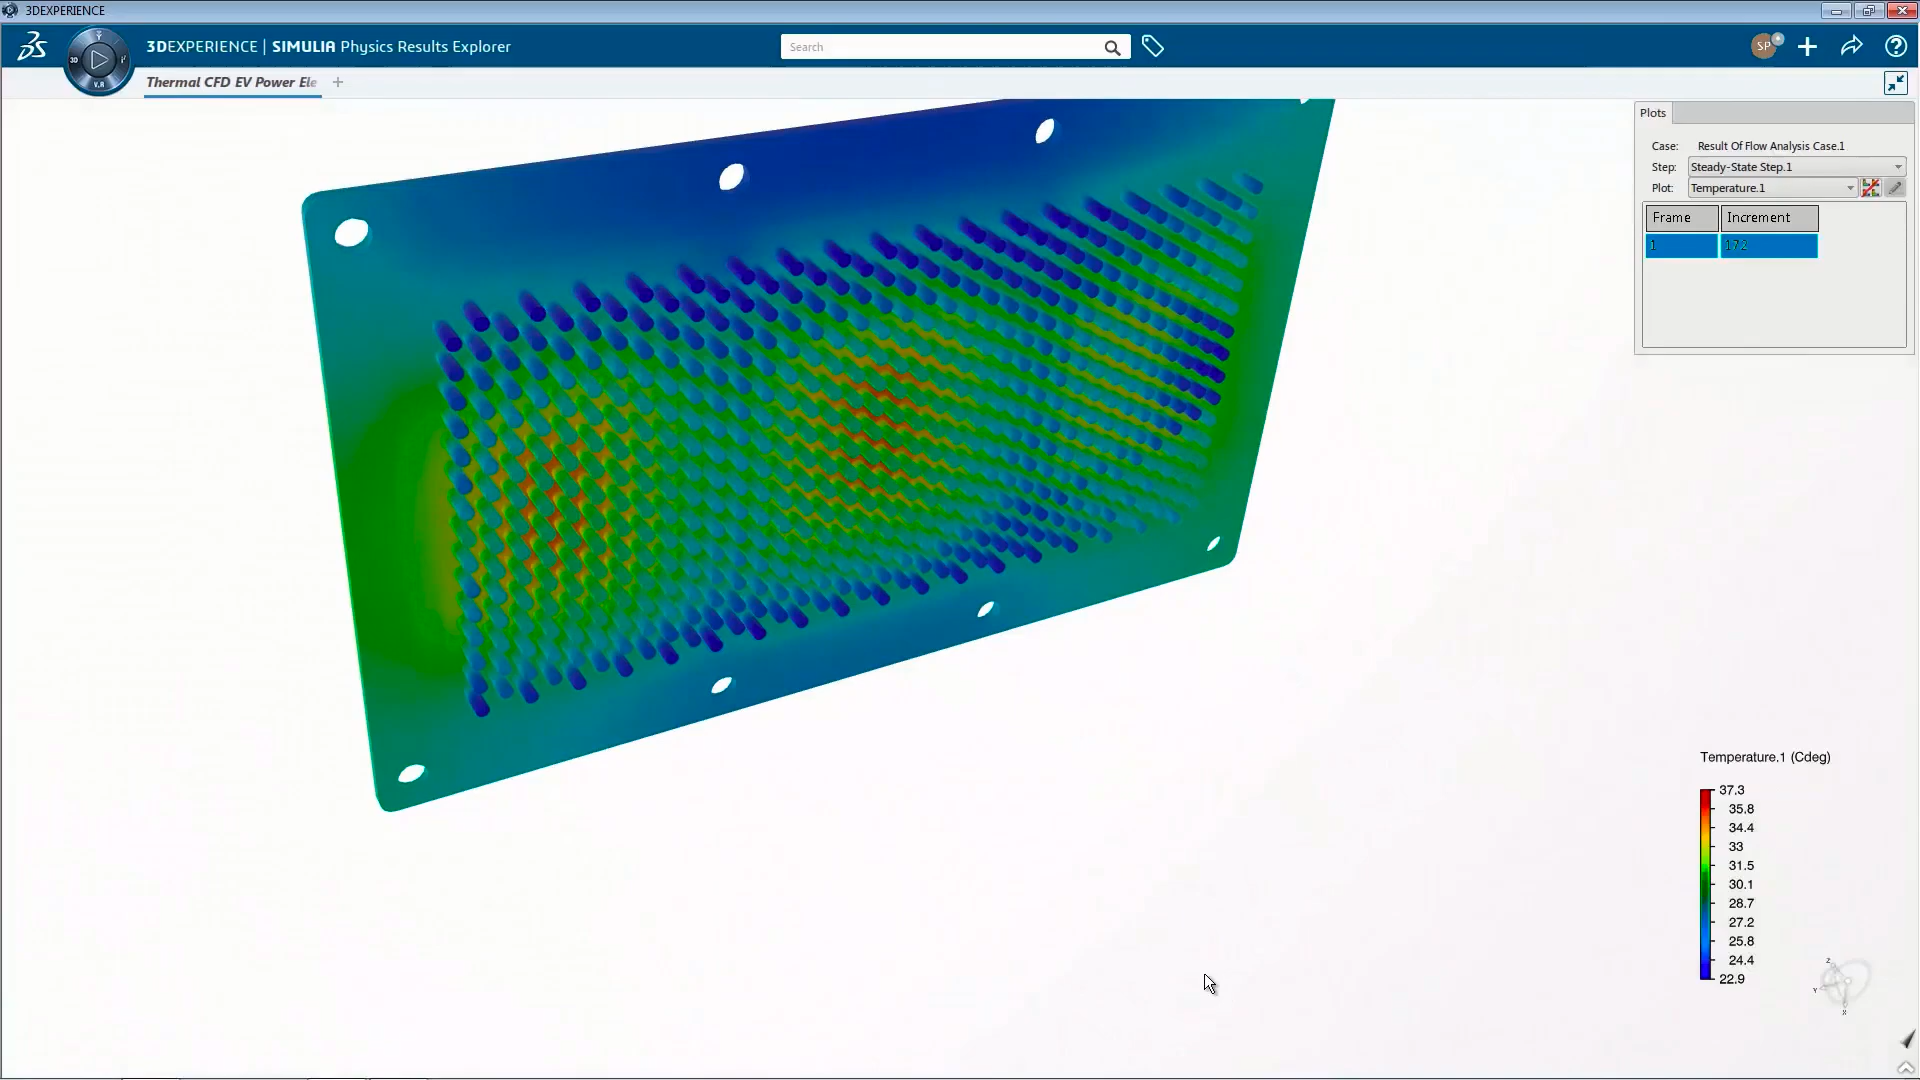 3DEXPERIENCE
3DEXPERIENCE | SIMULIA Physics Results Explorer
Search
SP
3D
V,R
Thermal CFD EV Power Ele
Plots
Case: Result Of Flow Analysis Case.1
Step: Steady-State Step.1
Plot: Temperature.1
Frame Increment
1 172
Temperature.1 (Cdeg)
37.3
35.8
34.4
33
31.5
30.1
28.7
27.2
25.8
24.4
22.9
Z
Y
X